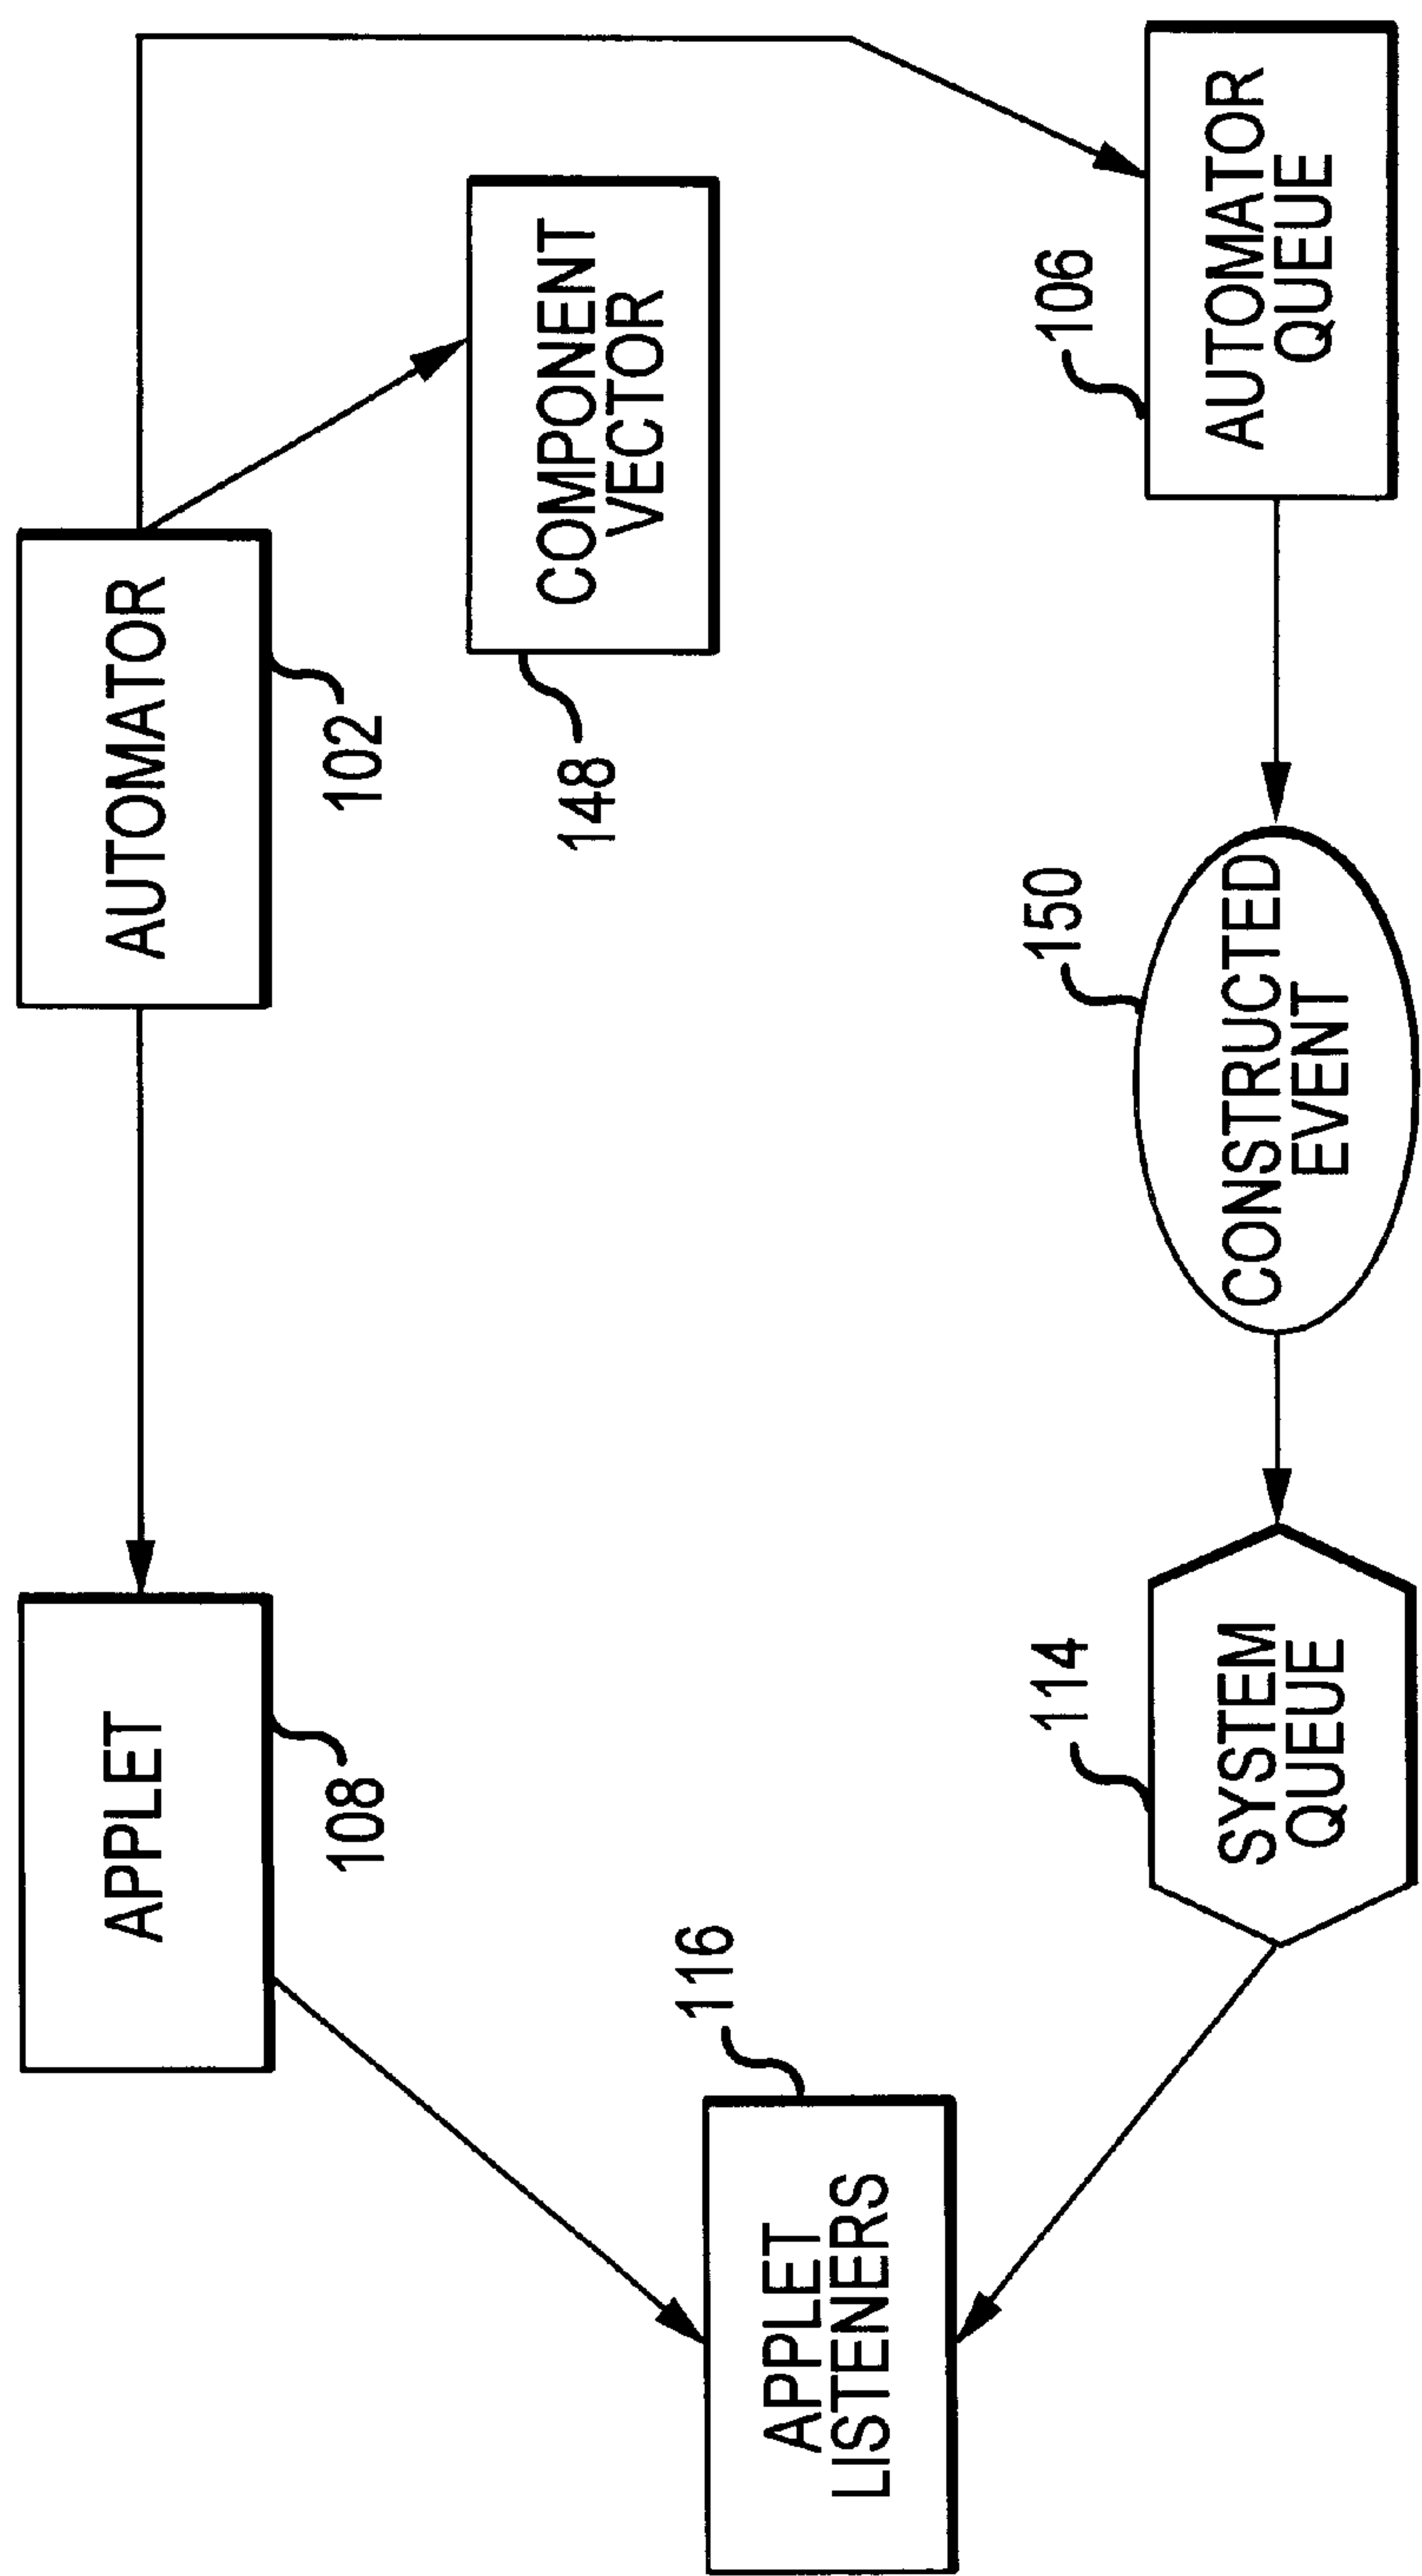 APPLET
108
AUTOMATOR
102
COMPONENT
VECTOR
148
116
APPLET
LISTENERS
114
SYSTEM
QUEUE
150
CONSTRUCTED
EVENT
106
AUTOMATOR
QUEUE